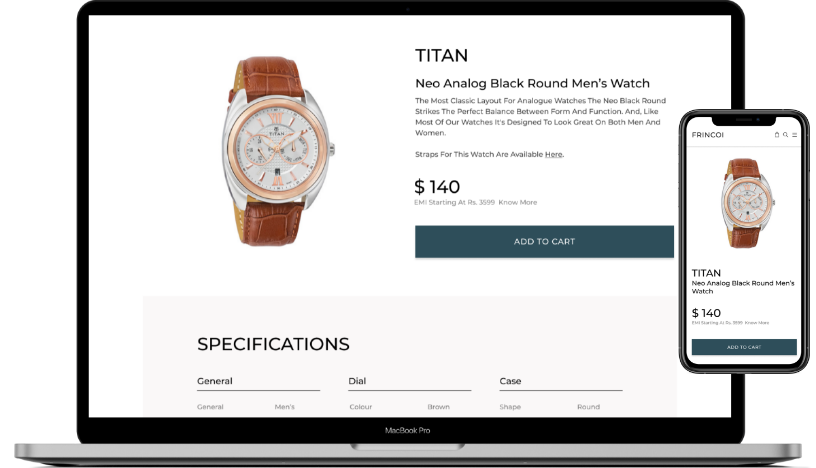 TITAN
Neo Analog Black Round Men's Watch
The Most Classic Layout For Analogue Watches The Neo Black Round
Strikes The Perfect Balance Between Form And Function. And, Like
Most Of Our Watches It's Designed To Look Great On Both Men And
Women.
Straps For This Watch Are Available Here.
$ 140
EMI Starting At Rs. 3599 Know More
ADD TO CART
TITAN
SPECIFICATIONS
General Dial Case
General Men's Colour Brown Shape Round
MacBook Pro
FRINCOI
TITAN
Neo Analog Black Round Men's
Watch
$ 140
EMI Starting At Rs. 3599 Know More
ADD TO CART